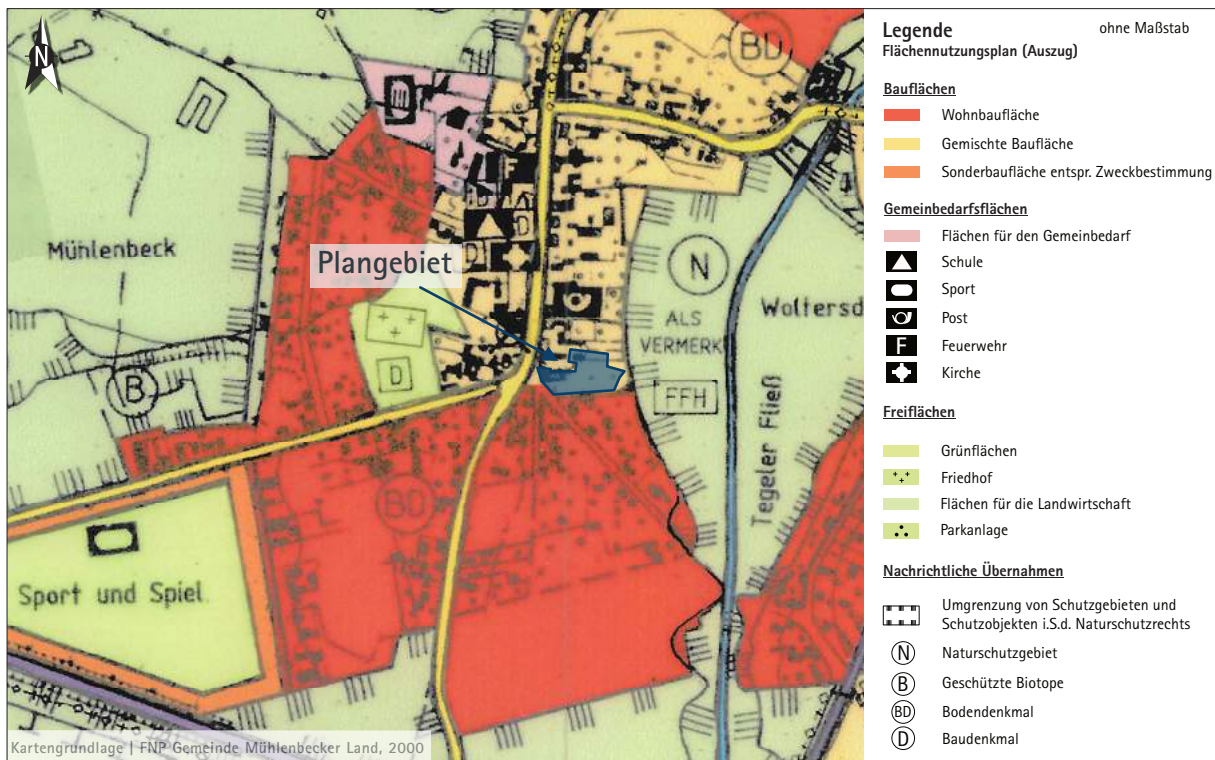 N
BD
Mühlenbeck
F
D
D
Plangebiet
N
ALS
VERMERK
Woltersd
D
B
FFH
Tegeler Fließ
BD
Sport und Spiel
Kartengrundlage | FNP Gemeinde Mühlenbecker Land, 2000
Legende
ohne Maßstab
Flächennutzungsplan (Auszug)
Bauflächen
Wohnbaufläche
Gemischte Baufläche
Sonderbaufläche entspr. Zweckbestimmung
Gemeinbedarfsflächen
Flächen für den Gemeinbedarf
Schule
Sport
Post
F Feuerwehr
Kirche
Freiflächen
Grünflächen
Friedhof
Flächen für die Landwirtschaft
Parkanlage
Nachrichtliche Übernahmen
Umgrenzung von Schutzgebieten und
Schutzobjekten i.S.d. Naturschutzrechts
N Naturschutzgebiet
B Geschützte Biotope
BD Bodendenkmal
D Baudenkmal